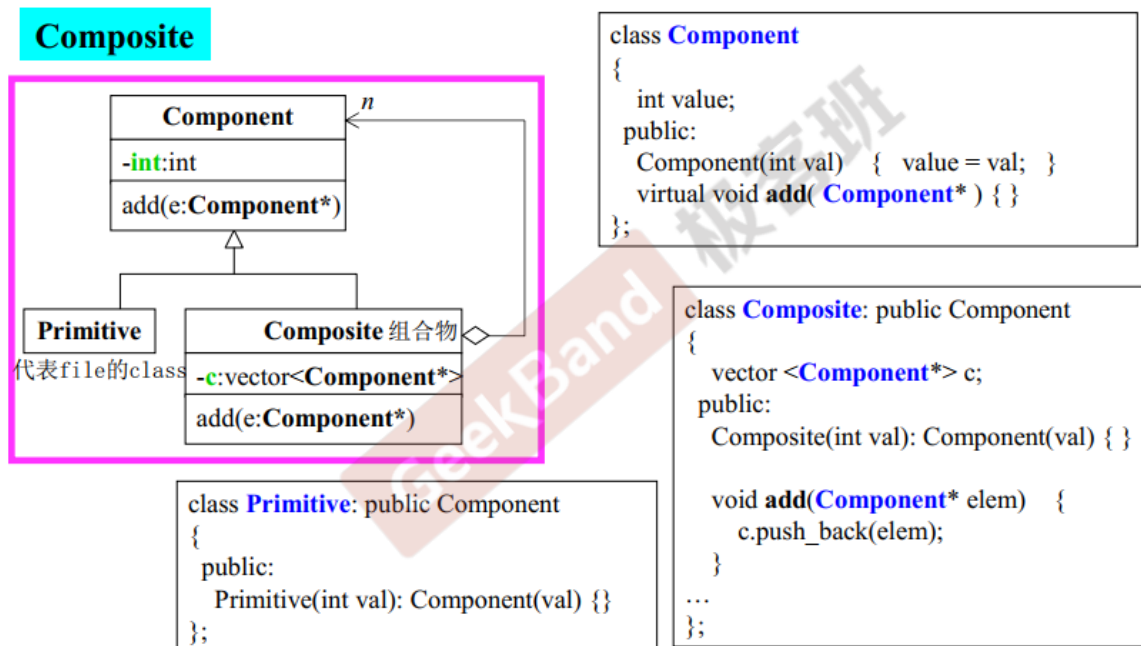 Composite
Component
n
-int:int
add(e:Component*)
Primitive
代表file的class
Composite 组合物
-c:vector<Component*>
add(e:Component*)
class Component
{
int value;
public:
Component(int val) { value = val; }
virtual void add( Component* ) { }
};
class Composite: public Component
{
vector <Component*> c;
public:
Composite(int val): Component(val) { }
void add(Component* elem) {
c.push_back(elem);
}
…
};
class Primitive: public Component
{
public:
Primitive(int val): Component(val) {}
};
GeekBand 极客班